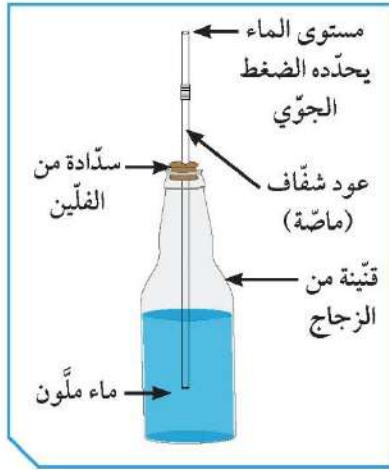 مستوى الماء
يحدّده الضغط
الجوّي
سدّادة من
الفلّين
عود شفّاف
(ماصّة)
قنّينة من
الزجاج
ماء ملَّون